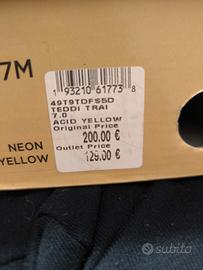 7M
1 93210 61773 8
49T9TDFS5D
TEDDI TRAI
7.0
ACID YELLOW
Original Price
200.00 €
Outlet Price
129.00 €
NEON
YELLOW
subito